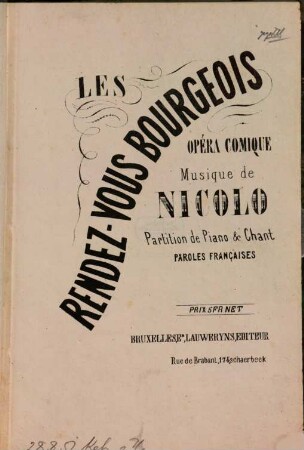 LES
RENDEZ-VOUS BOURGEOIS
OPÉRA COMIQUE
Musique de
NICOLO
Partition de Piano & Chant
PAROLES FRANÇAISES
PRIX 5 FR NET
BRUXELLES, LAUWERYNS, EDITEUR
Rue de Brabant, 174 schaerbeek